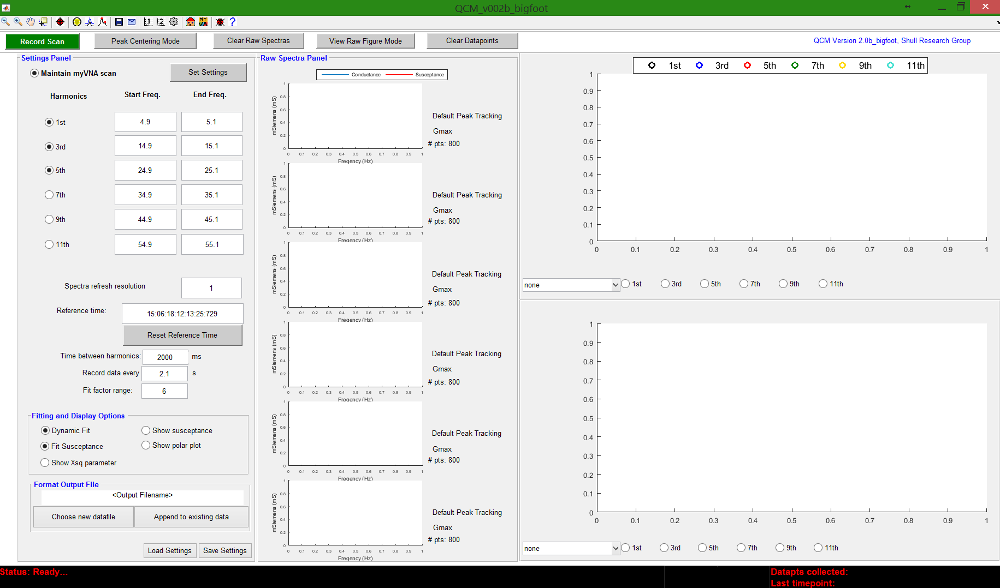 QCM_v002b_bigfoot
Record Scan
Peak Centering Mode
Clear Raw Spectras
View Raw Figure Mode
Clear Datapoints
QCM Version 2.0b_bigfoot, Shull Research Group
Settings Panel
Maintain myVNA scan
Set Settings
Harmonics Start Freq. End Freq.
1st 4.9 5.1
3rd 14.9 15.1
5th 24.9 25.1
7th 34.9 35.1
9th 44.9 45.1
11th 54.9 55.1
Spectra refresh resolution 1
Reference time: 15:06:18:12:13:25:729
Reset Reference Time
Time between harmonics: 2000 ms
Record data every 2.1 s
Fit factor range: 6
Fitting and Display Options
Dynamic Fit Show susceptance
Fit Susceptance Show polar plot
Show Xsq parameter
Format Output File
<Output Filename>
Choose new datafile Append to existing data
Load Settings Save Settings
Raw Spectra Panel
Conductance Susceptance
mSiemens (mS)
1
0.8
0.6
0.4
0.2
0
0 0.1 0.2 0.3 0.4 0.5 0.6 0.7 0.8 0.9 1
Freqency (Hz)
Default Peak Tracking
Gmax
# pts: 800
mSiemens (mS)
1
0.8
0.6
0.4
0.2
0
0 0.1 0.2 0.3 0.4 0.5 0.6 0.7 0.8 0.9 1
Freqency (Hz)
Default Peak Tracking
Gmax
# pts: 800
mSiemens (mS)
1
0.8
0.6
0.4
0.2
0
0 0.1 0.2 0.3 0.4 0.5 0.6 0.7 0.8 0.9 1
Freqency (Hz)
Default Peak Tracking
Gmax
# pts: 800
mSiemens (mS)
1
0.8
0.6
0.4
0.2
0
0 0.1 0.2 0.3 0.4 0.5 0.6 0.7 0.8 0.9 1
Freqency (Hz)
Default Peak Tracking
Gmax
# pts: 800
mSiemens (mS)
1
0.8
0.6
0.4
0.2
0
0 0.1 0.2 0.3 0.4 0.5 0.6 0.7 0.8 0.9 1
Freqency (Hz)
Default Peak Tracking
Gmax
# pts: 800
mSiemens (mS)
1
0.8
0.6
0.4
0.2
0
0 0.1 0.2 0.3 0.4 0.5 0.6 0.7 0.8 0.9 1
Freqency (Hz)
Default Peak Tracking
Gmax
# pts: 800
1st 3rd 5th 7th 9th 11th
1
0.9
0.8
0.7
0.6
0.5
0.4
0.3
0.2
0.1
0
0 0.1 0.2 0.3 0.4 0.5 0.6 0.7 0.8 0.9 1
none 1st 3rd 5th 7th 9th 11th
1
0.9
0.8
0.7
0.6
0.5
0.4
0.3
0.2
0.1
0
0 0.1 0.2 0.3 0.4 0.5 0.6 0.7 0.8 0.9 1
none 1st 3rd 5th 7th 9th 11th
Status: Ready...
Datapts collected:
Last timepoint: